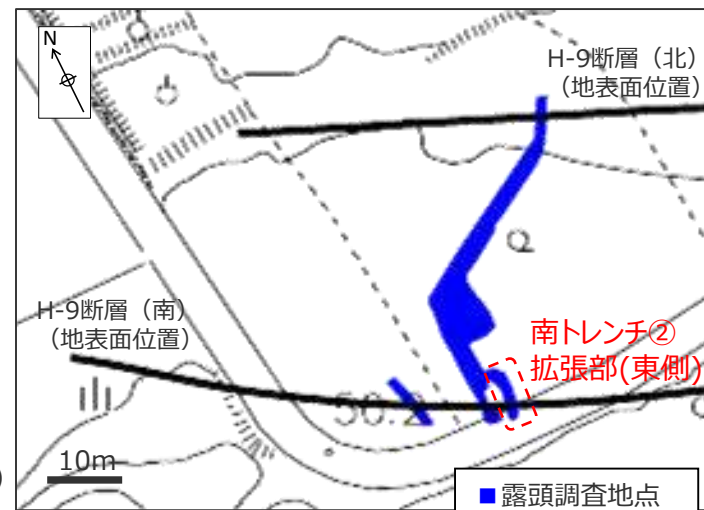 N
H-9断層（北）
（地表面位置）
H-9断層（南）
（地表面位置）
南トレンチ②
拡張部(東側)
50.2
10m
■露頭調査地点